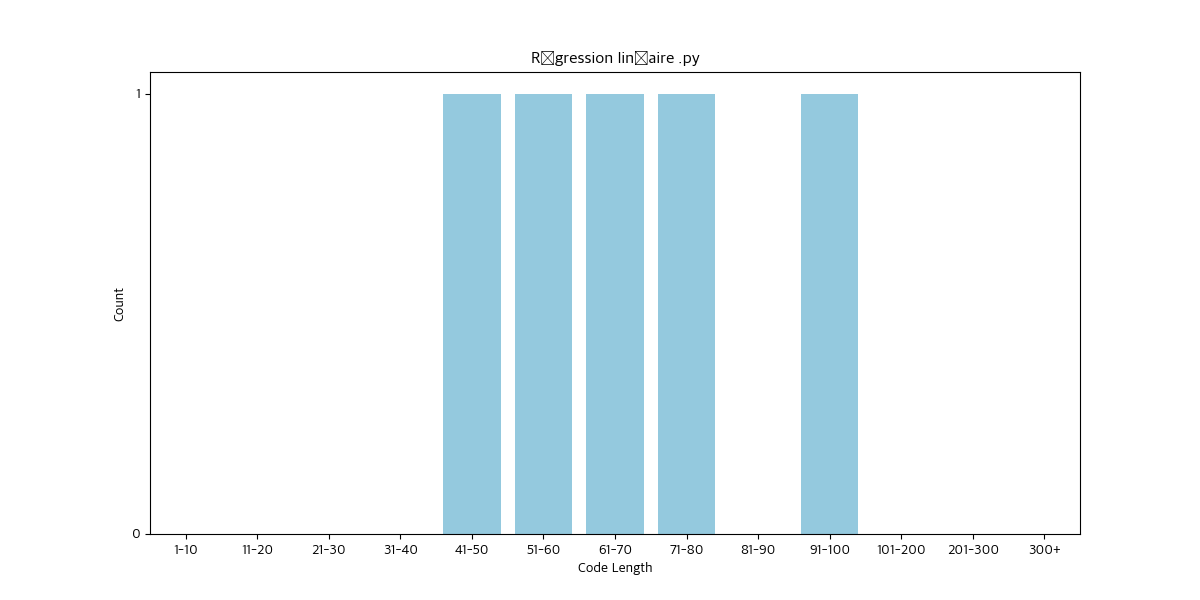 R☒gression lin☒aire .py
1
0
Count
1-10 11-20 21-30 31-40 41-50 51-60 61-70 71-80 81-90 91-100 101-200 201-300 300+
Code Length